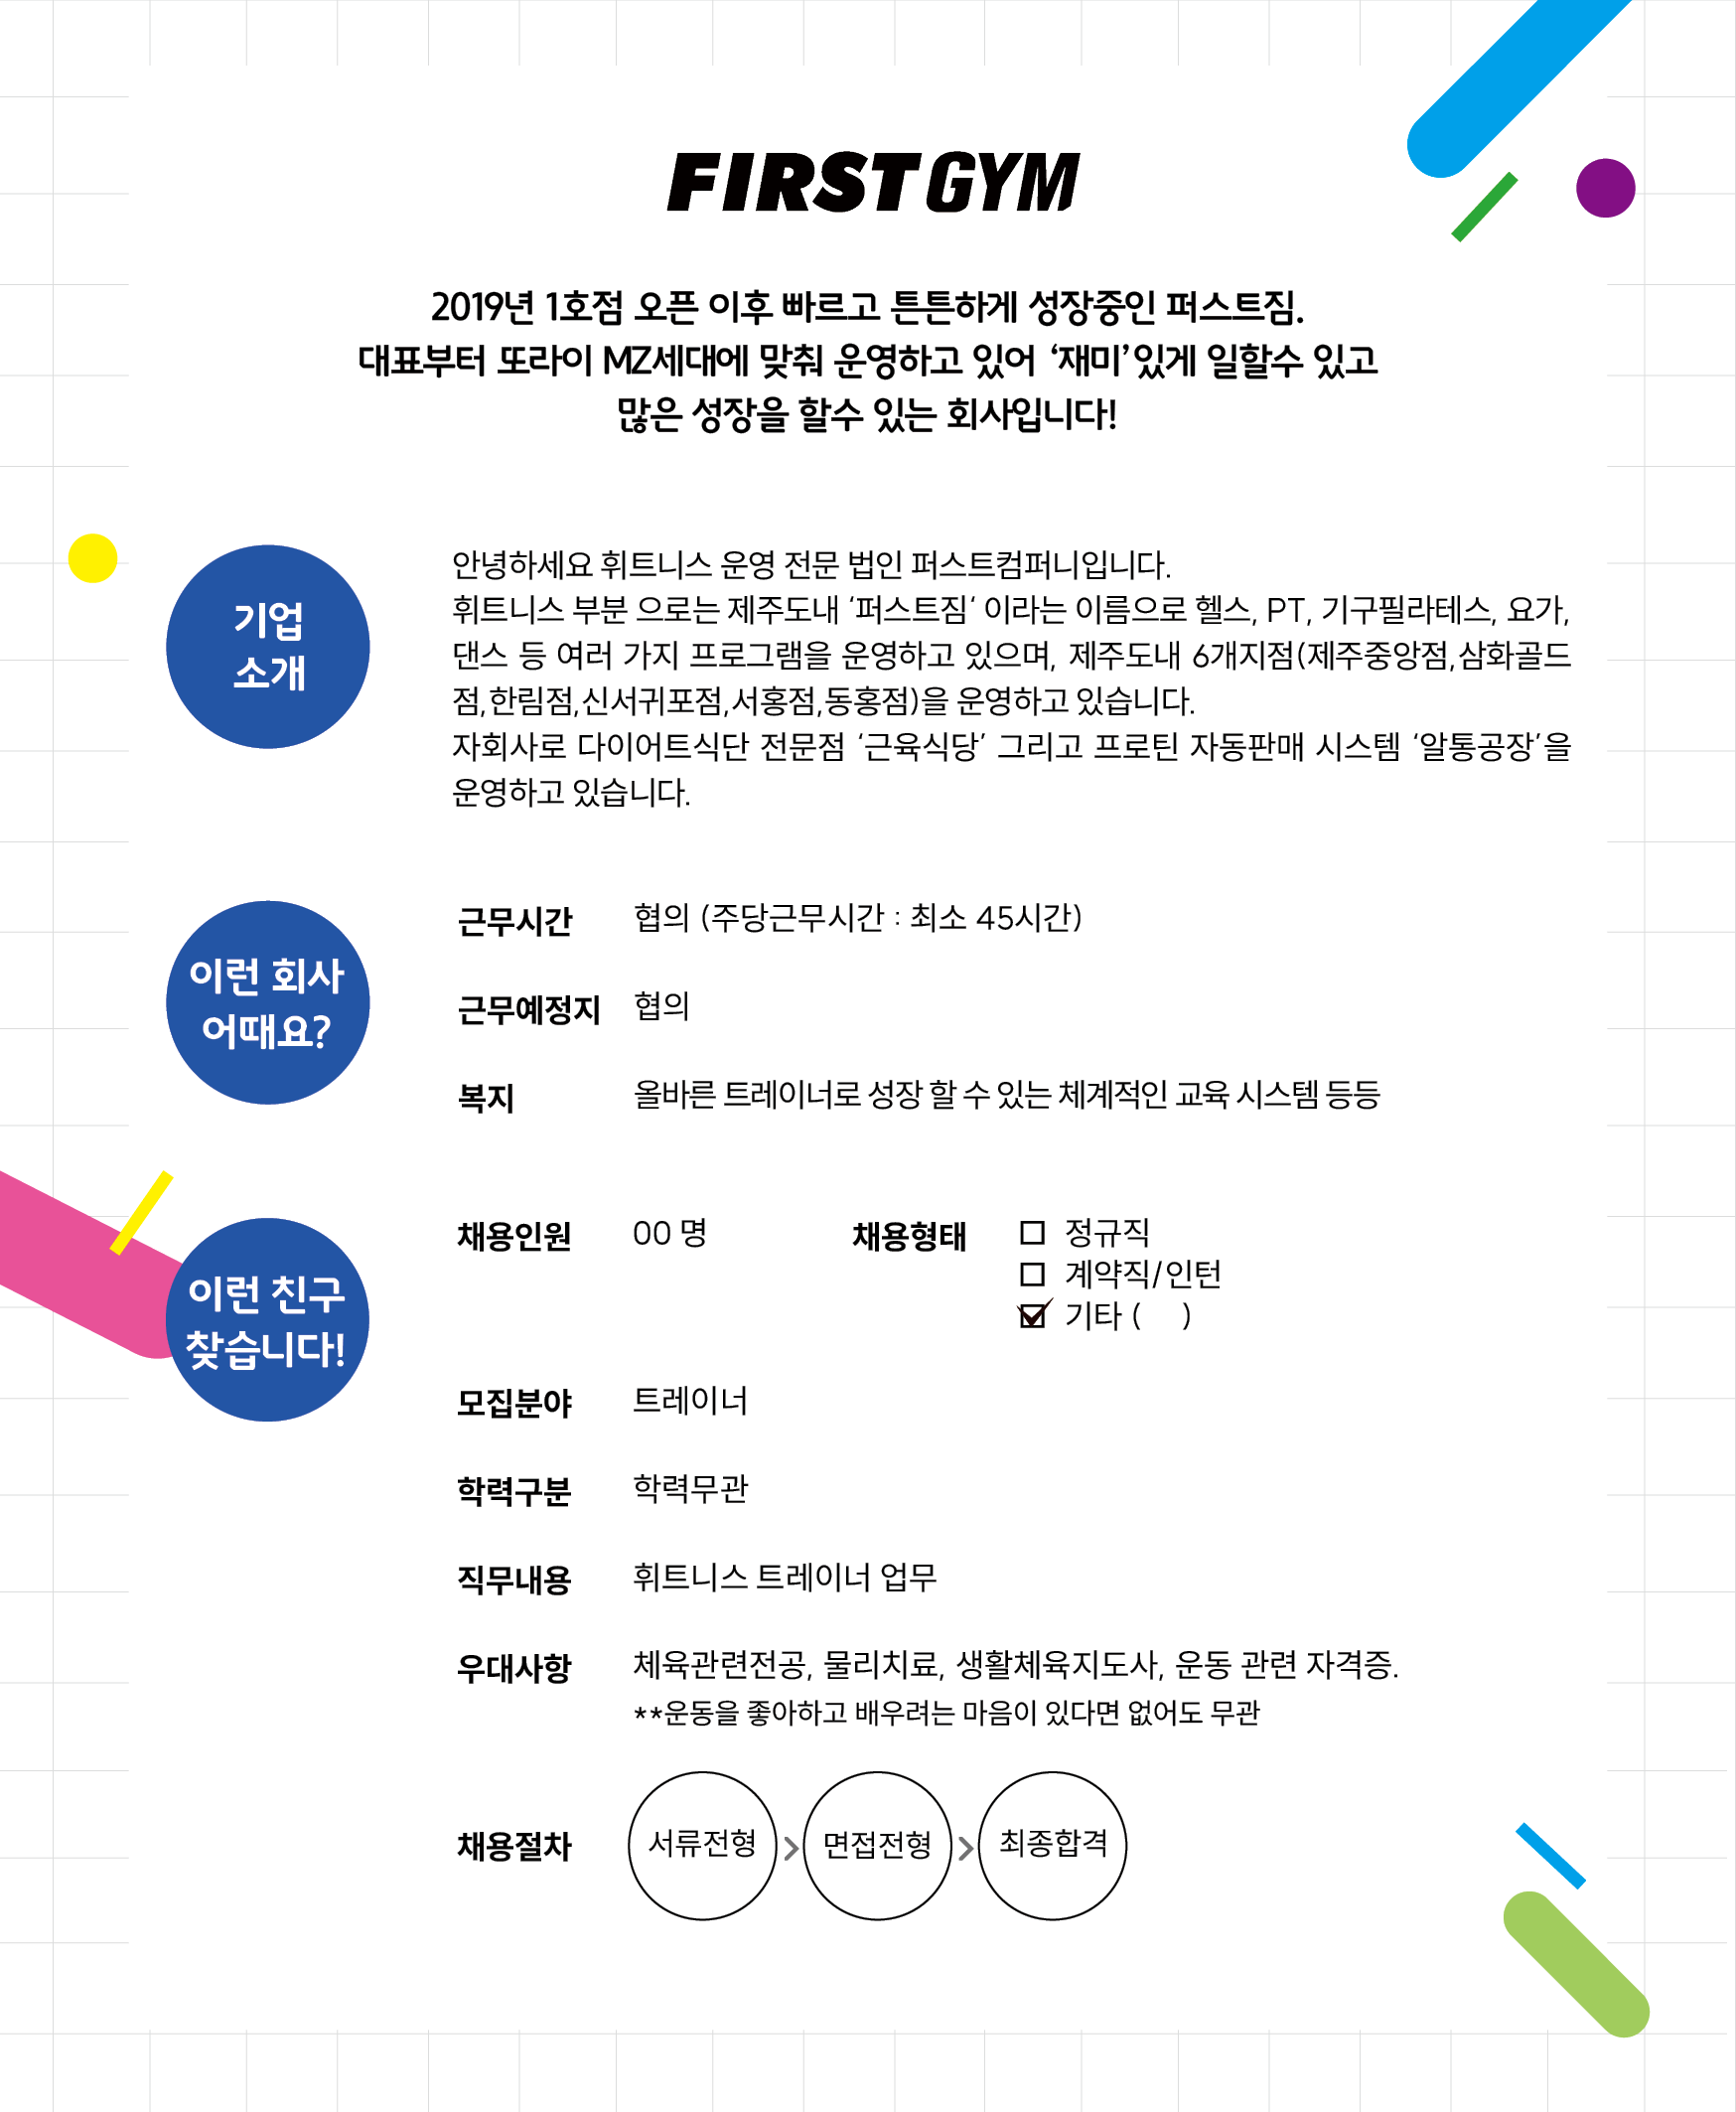 FIRST GYM
2019년 1호점 오픈 이후 빠르고 튼튼하게 성장중인 퍼스트짐.
대표부터 또라이 MZ세대에 맞춰 운영하고 있어 ‘재미’있게 일할수 있고
많은 성장을 할수 있는 회사입니다!
기업
소개
안녕하세요 휘트니스 운영 전문 법인 퍼스트컴퍼니입니다.
휘트니스 부분 으로는 제주도내 ‘퍼스트짐‘ 이라는 이름으로 헬스, PT, 기구필라테스, 요가,
댄스 등 여러 가지 프로그램을 운영하고 있으며, 제주도내 6개지점(제주중앙점,삼화골드
점,한림점,신서귀포점,서홍점,동홍점)을 운영하고 있습니다.
자회사로 다이어트식단 전문점 ‘근육식당’ 그리고 프로틴 자동판매 시스템 ‘알통공장’을
운영하고 있습니다.
이런 회사
어때요?
근무시간 협의 (주당근무시간 : 최소 45시간)
근무예정지 협의
복지 올바른 트레이너로 성장 할 수 있는 체계적인 교육 시스템 등등
이런 친구
찾습니다!
채용인원 00 명 채용형태 □ 정규직
□ 계약직/인턴
☑ 기타 (   )
모집분야 트레이너
학력구분 학력무관
직무내용 휘트니스 트레이너 업무
우대사항 체육관련전공, 물리치료, 생활체육지도사, 운동 관련 자격증.
**운동을 좋아하고 배우려는 마음이 있다면 없어도 무관
채용절차 서류전형 > 면접전형 > 최종합격